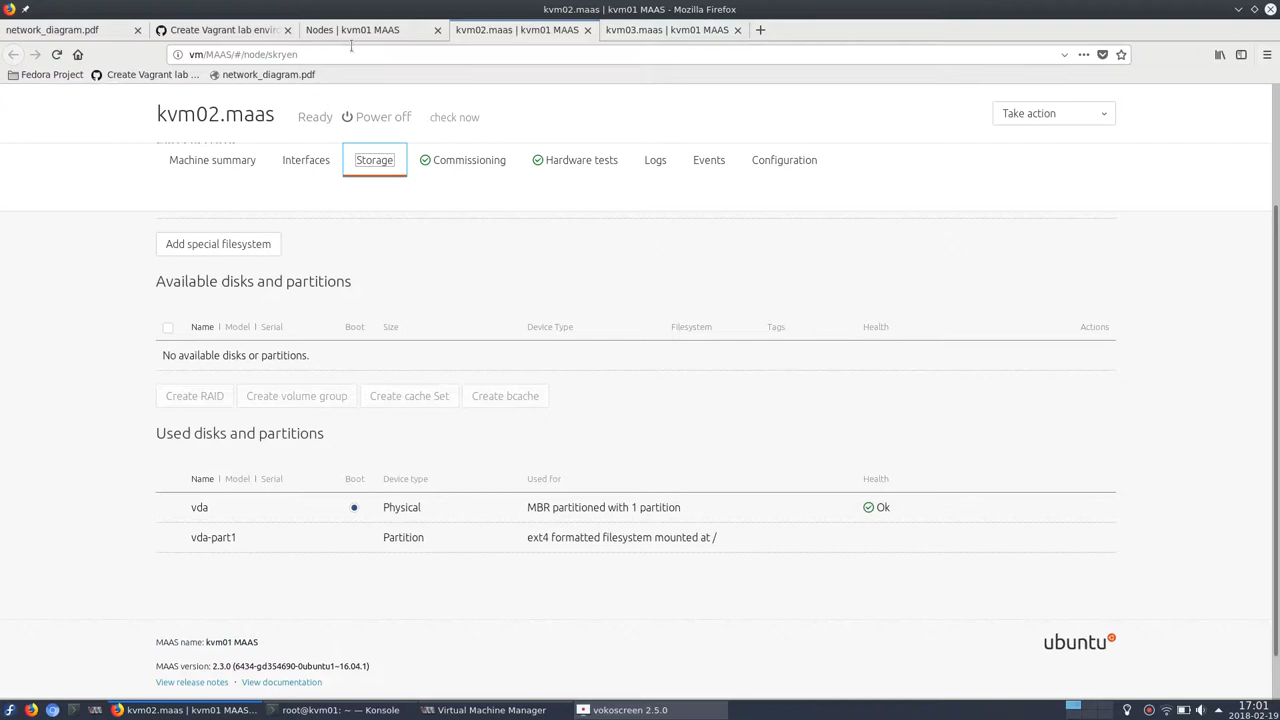 kvm02.maas | kvm01 MAAS - Mozilla Firefox
network_diagram.pdf
Create Vagrant lab enviro
Nodes | kvm01 MAAS
kvm02.maas | kvm01 MAAS
kvm03.maas | kvm01 MAAS
vm/MAAS/#/node/skryen
Fedora Project
Create Vagrant lab ...
network_diagram.pdf
kvm02.maas
Ready
Power off
check now
Take action
Machine summary
Interfaces
Storage
Commissioning
Hardware tests
Logs
Events
Configuration
Add special filesystem
Available disks and partitions
Name | Model | Serial Boot Size Device Type Filesystem Tags Health Actions
No available disks or partitions.
Create RAID
Create volume group
Create cache Set
Create bcache
Used disks and partitions
Name | Model | Serial Boot Device type Used for Health
vda Physical MBR partitioned with 1 partition Ok
vda-part1 Partition ext4 formatted filesystem mounted at /
MAAS name: kvm01 MAAS
ubuntu
MAAS version: 2.3.0 (6434-gd354690-0ubuntu1~16.04.1)
View release notes · View documentation
kvm02.maas | kvm01 MAAS...
root@kvm01: ~ — Konsole
Virtual Machine Manager
vokoscreen 2.5.0
17:01
2018-02-19